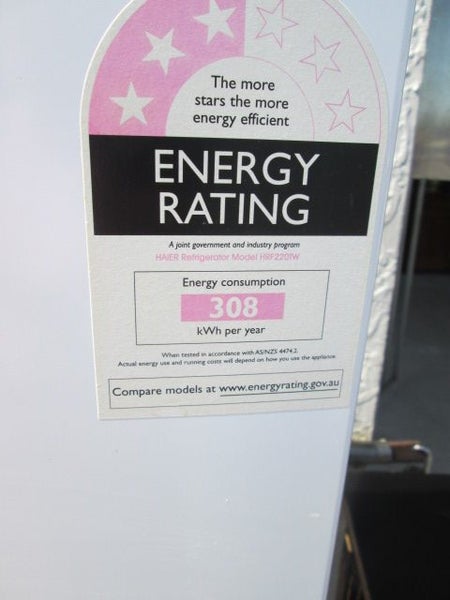 The more
stars the more
energy efficient
ENERGY
RATING
A joint government and industry program
HAIER Refrigerator Model HRF220TW
Energy consumption
308
kWh per year
When tested in accordance with AS/NZS 4474.2.
Actual energy use and running costs will depend on how you use the appliance.
Compare models at www.energyrating.gov.au